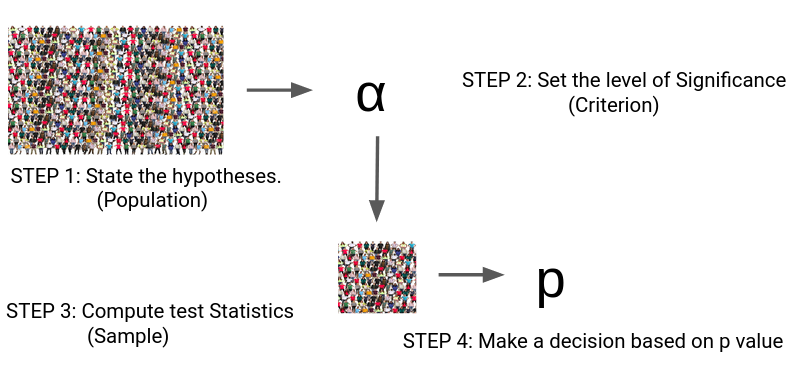 STEP 1: State the hypotheses.
(Population)
α
STEP 2: Set the level of Significance
(Criterion)
STEP 3: Compute test Statistics
(Sample)
p
STEP 4: Make a decision based on p value